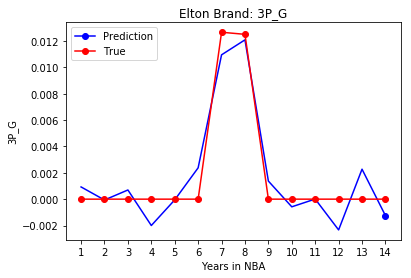 Elton Brand: 3P_G
Prediction
True
0.012
0.010
0.008
0.006
0.004
0.002
0.000
−0.002
3P_G
1 2 3 4 5 6 7 8 9 10 11 12 13 14
Years in NBA